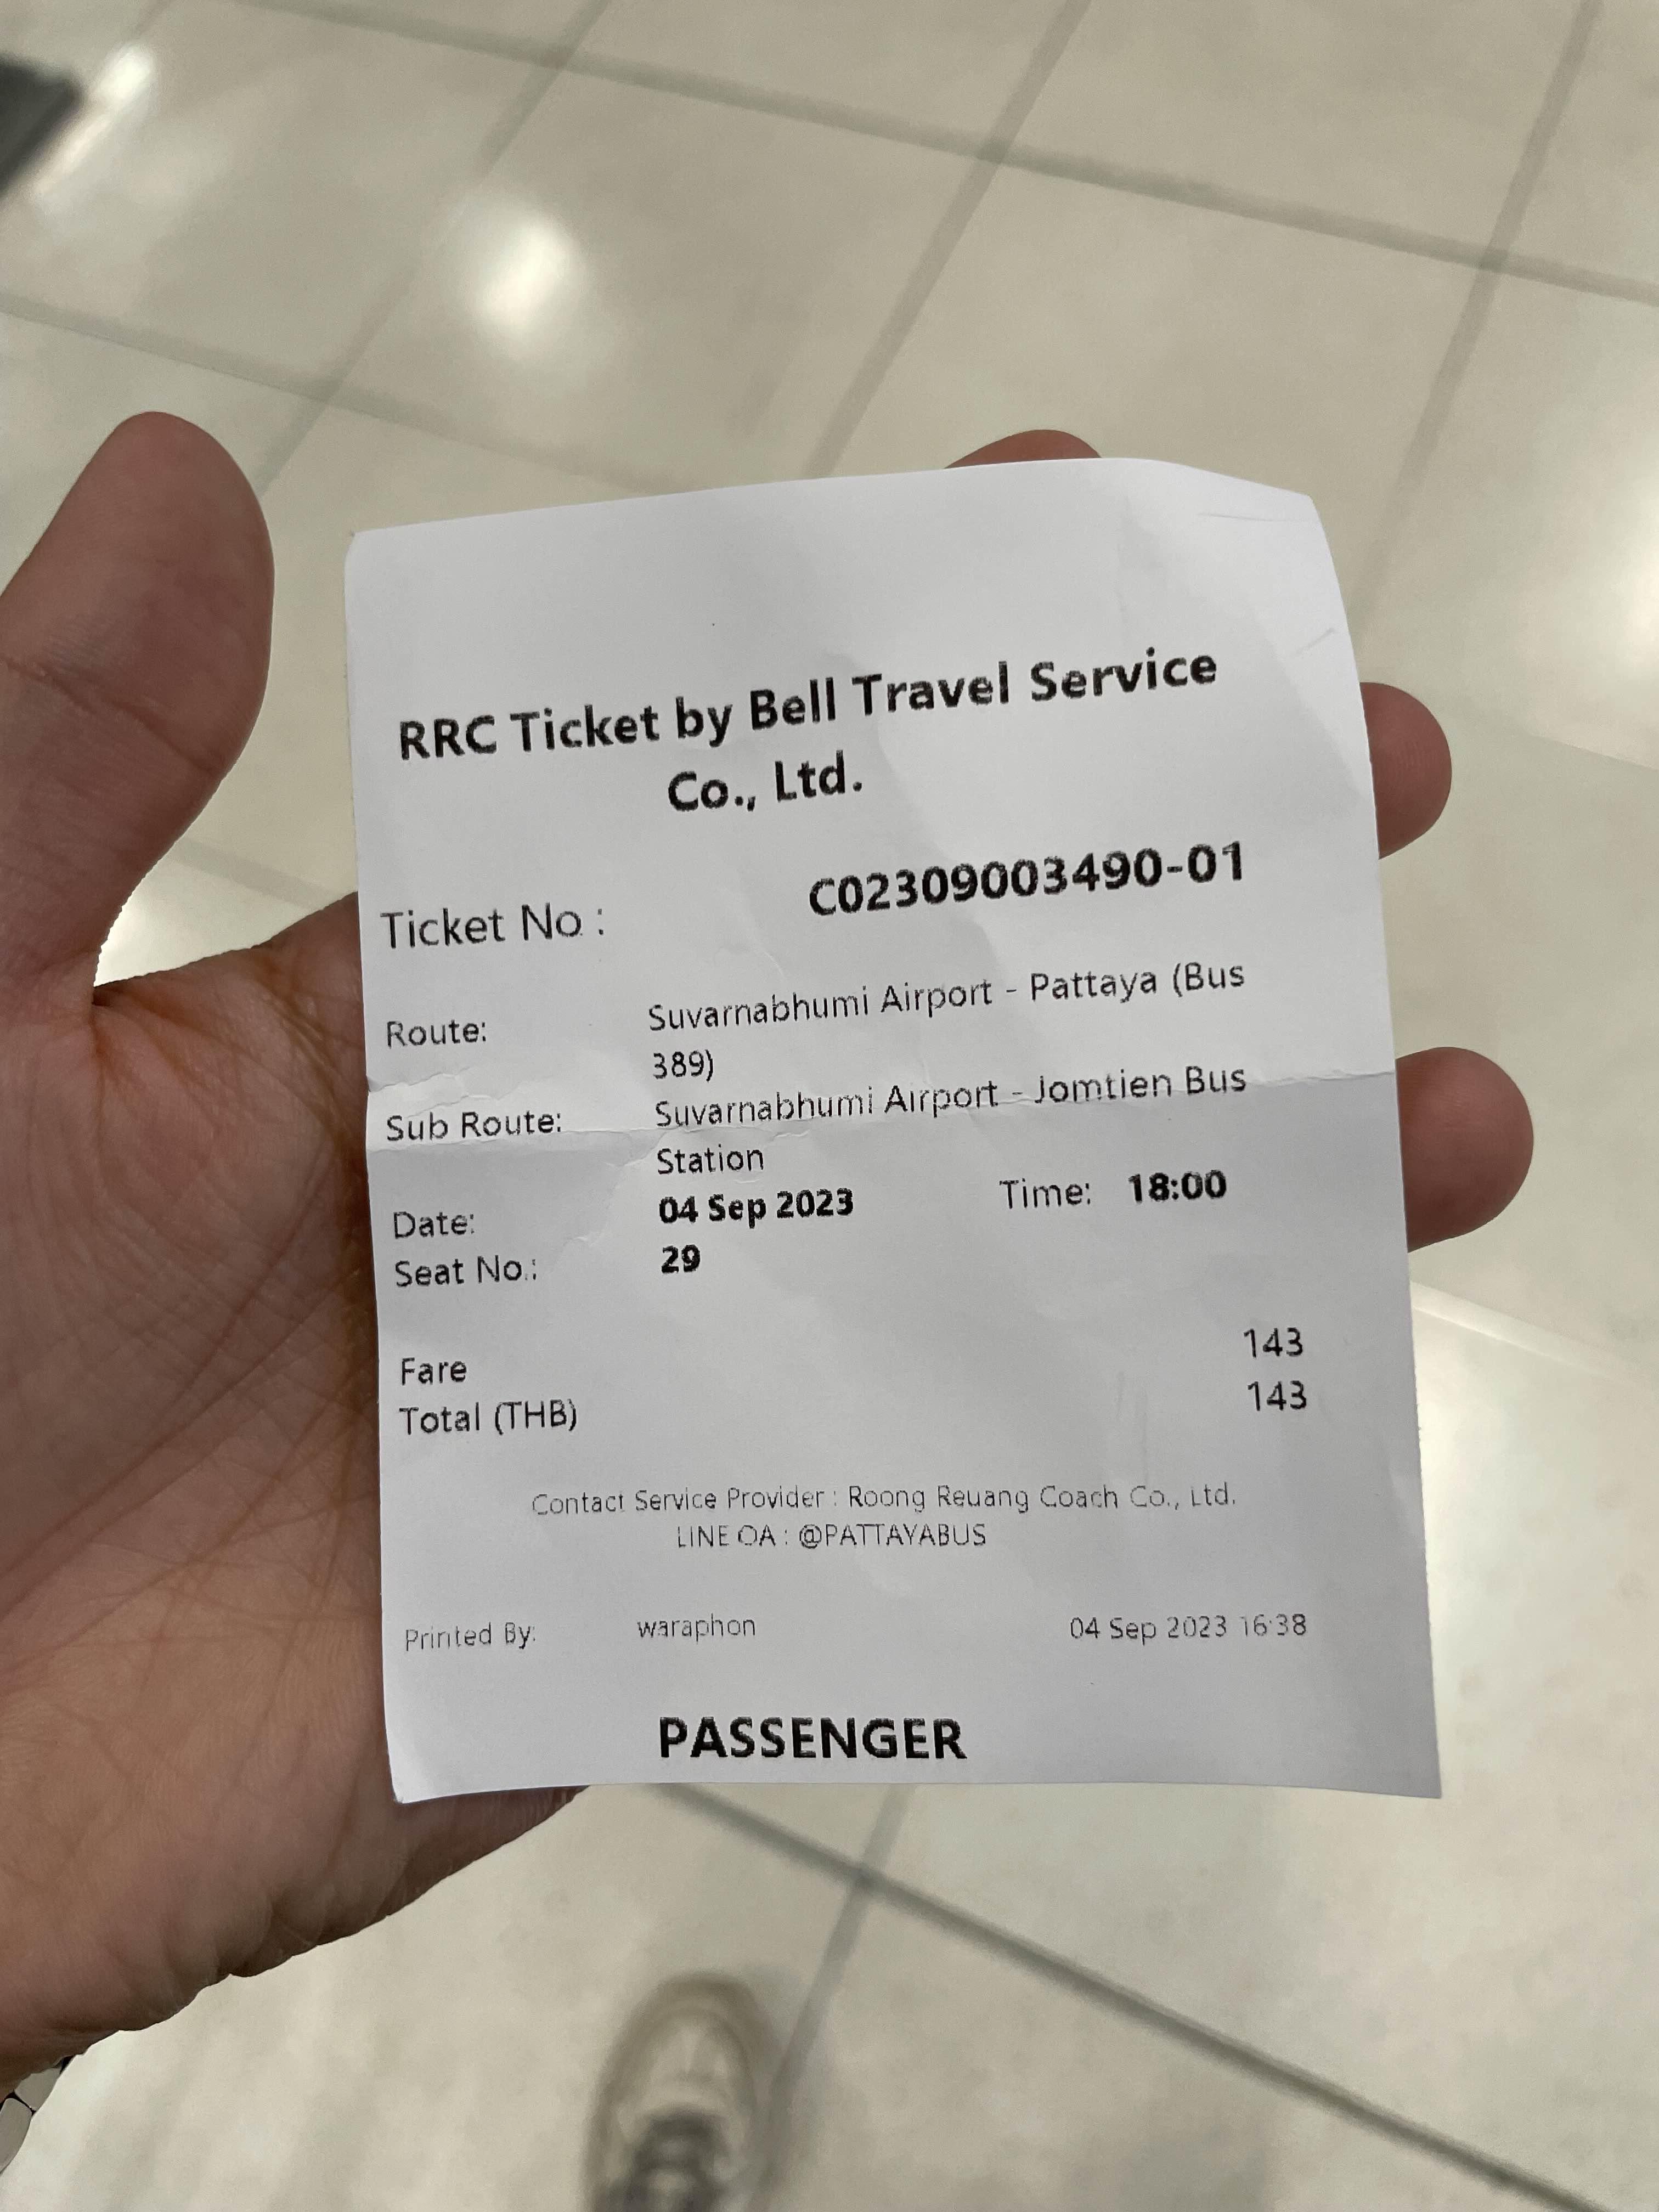 RRC Ticket by Bell Travel Service
Co., Ltd.
Ticket No : C02309003490-01
Route: Suvarnabhumi Airport - Pattaya (Bus
389)
Sub Route: Suvarnabhumi Airport - Jomtien Bus
Station
Date: 04 Sep 2023 Time: 18:00
Seat No.: 29
Fare 143
Total (THB) 143
Contact Service Provider : Roong Reuang Coach Co., Ltd.
LINE OA : @PATTAYABUS
Printed By: waraphon 04 Sep 2023 16:38
PASSENGER